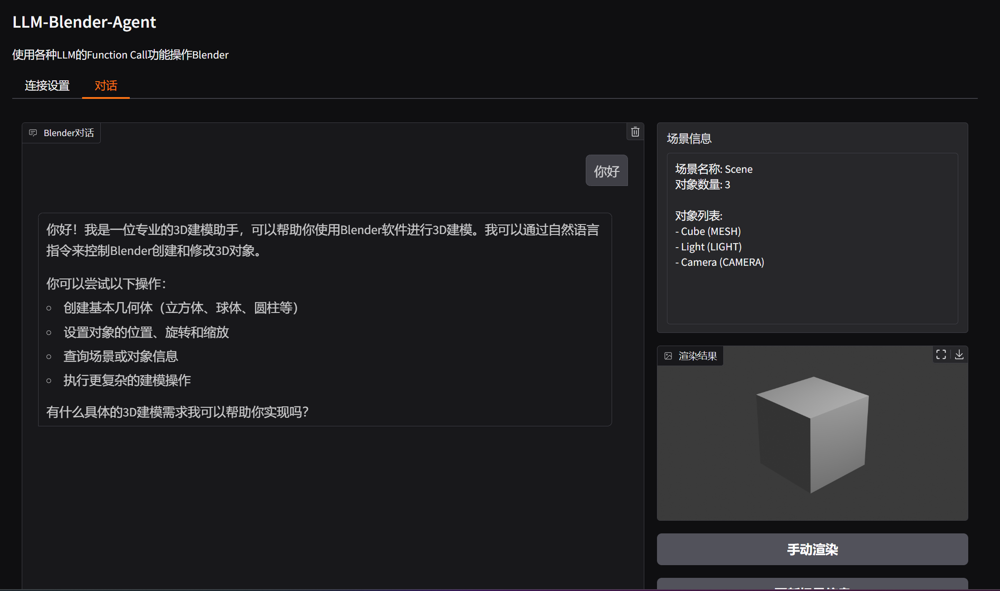 LLM-Blender-Agent
使用各种LLM的Function Call功能操作Blender
连接设置
对话
Blender对话
你好
你好！我是一位专业的3D建模助手，可以帮助你使用Blender软件进行3D建模。我可以通过自然语言
指令来控制Blender创建和修改3D对象。
你可以尝试以下操作：
创建基本几何体（立方体、球体、圆柱等）
设置对象的位置、旋转和缩放
查询场景或对象信息
执行更复杂的建模操作
有什么具体的3D建模需求我可以帮助你实现吗？
场景信息
场景名称: Scene
对象数量: 3
对象列表:
- Cube (MESH)
- Light (LIGHT)
- Camera (CAMERA)
渲染结果
手动渲染